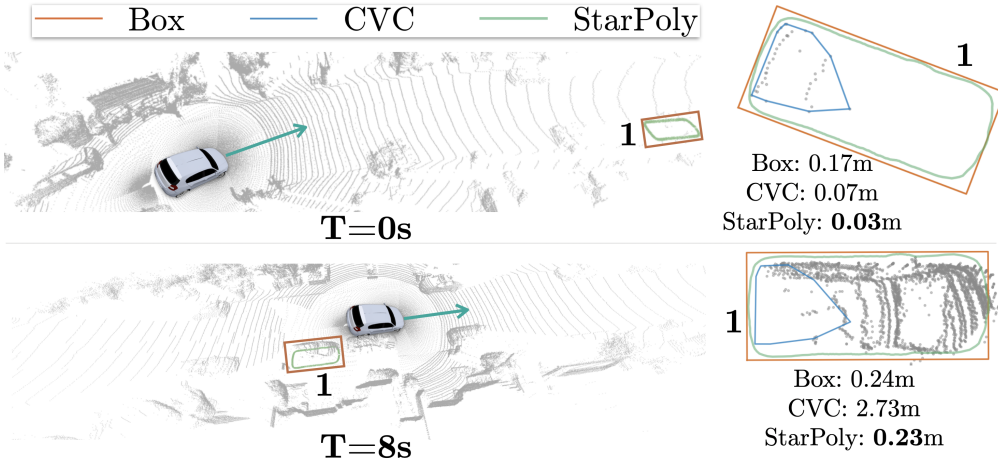 Box CVC StarPoly
1
1
Box: 0.17m
CVC: 0.07m
StarPoly: 0.03m
T=0s
1
1
Box: 0.24m
CVC: 2.73m
StarPoly: 0.23m
T=8s